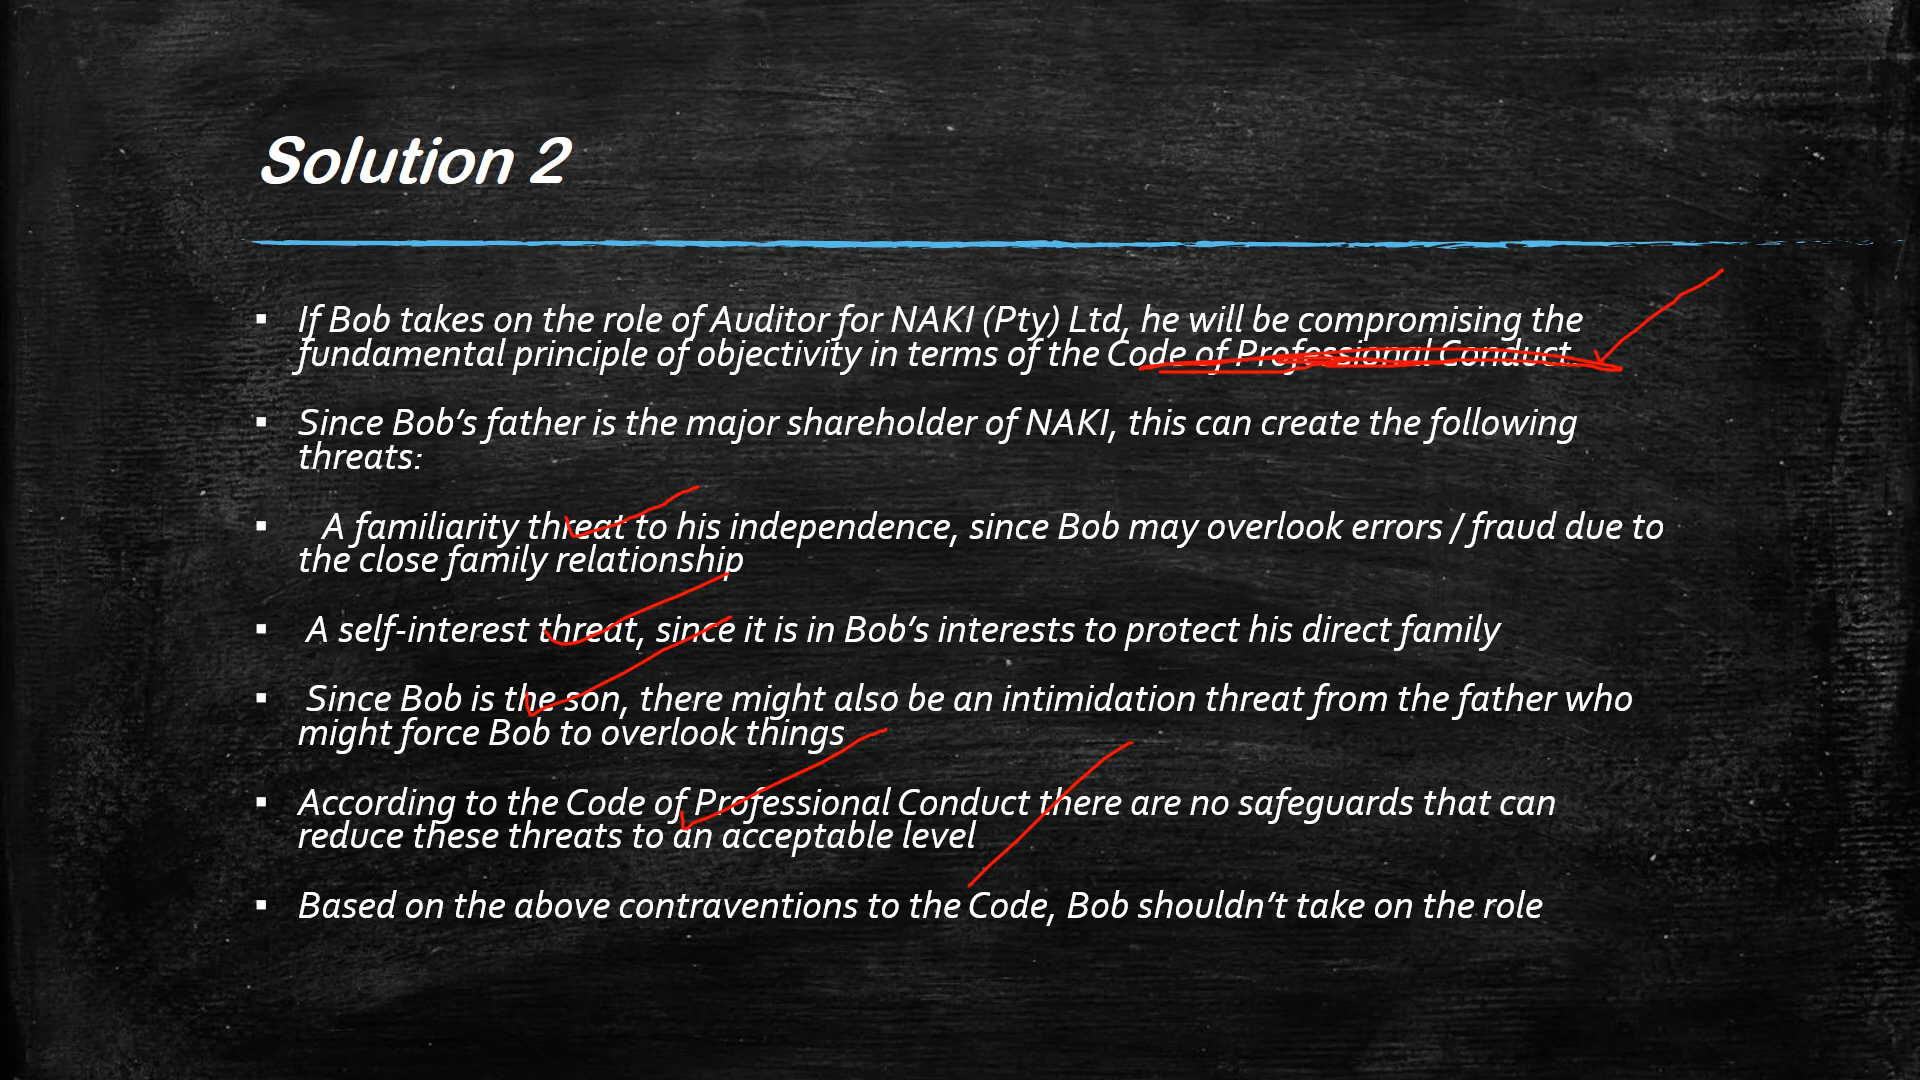 Solution 2
▪ If Bob takes on the role of Auditor for NAKI (Pty) Ltd, he will be compromising the
fundamental principle of objectivity in terms of the Code of Professional Conduct.
▪ Since Bob’s father is the major shareholder of NAKI, this can create the following
threats:
▪ A familiarity threat to his independence, since Bob may overlook errors / fraud due to
the close family relationship
▪ A self-interest threat, since it is in Bob’s interests to protect his direct family
▪ Since Bob is the son, there might also be an intimidation threat from the father who
might force Bob to overlook things
▪ According to the Code of Professional Conduct there are no safeguards that can
reduce these threats to an acceptable level
▪ Based on the above contraventions to the Code, Bob shouldn’t take on the role